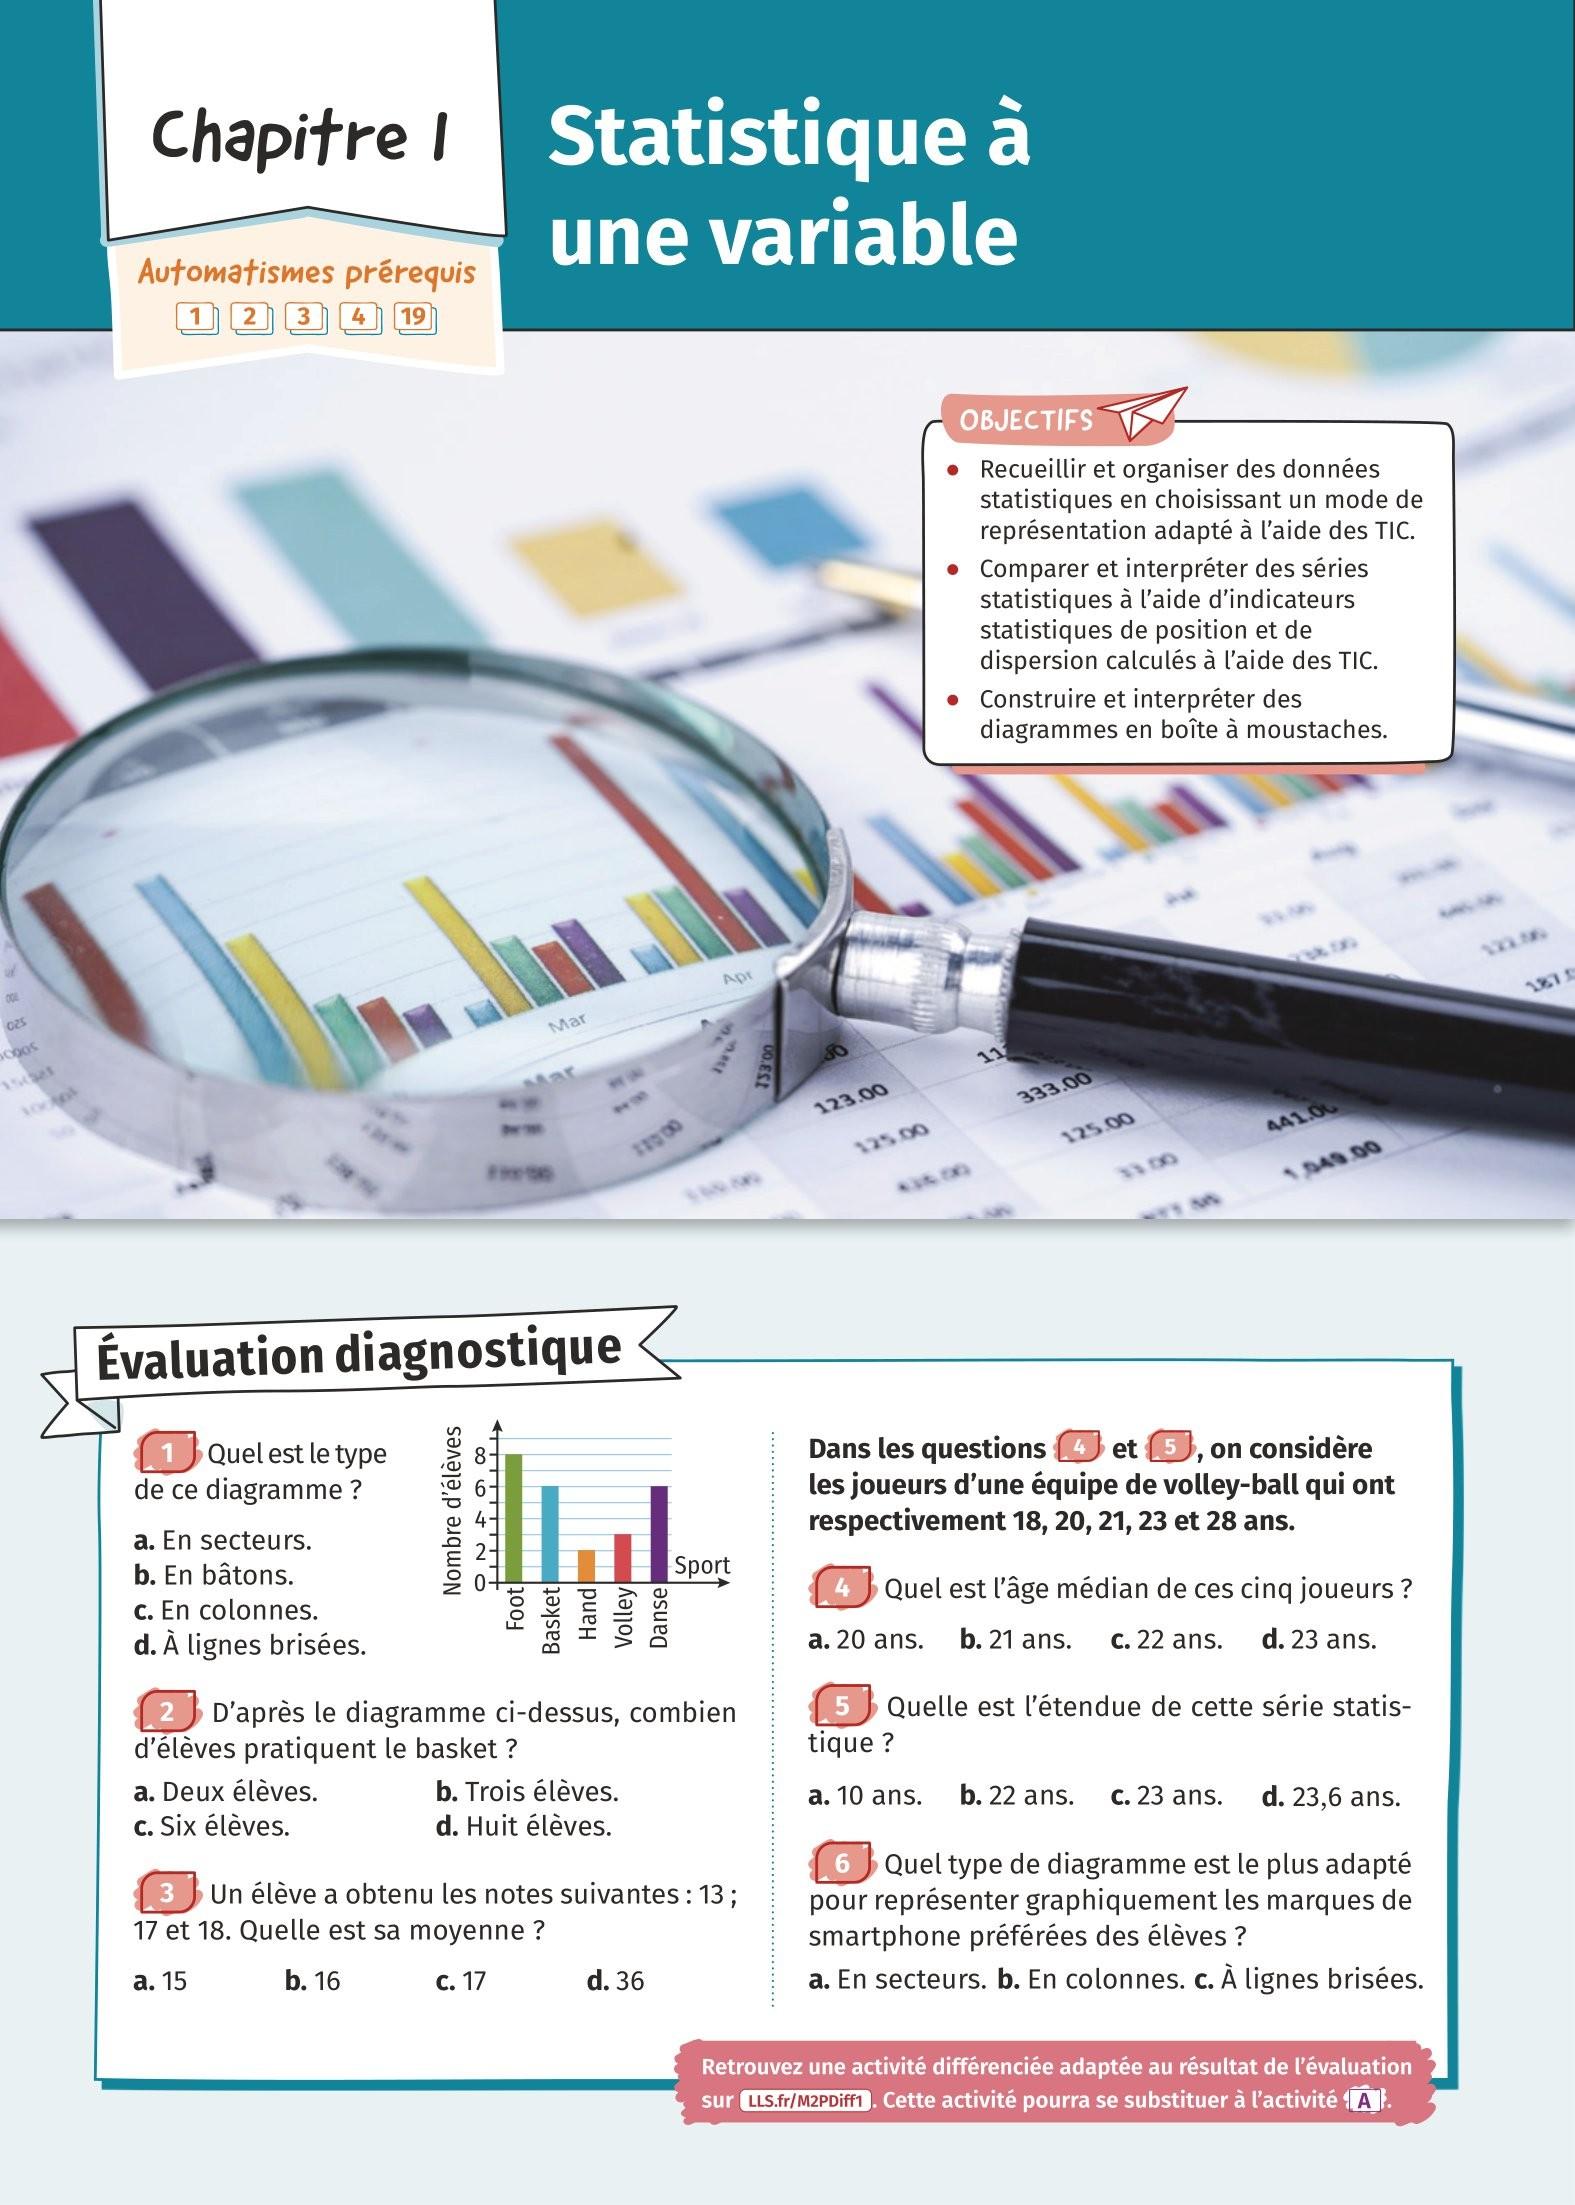 Chapitre 1
Statistique à
une variable
Automatismes prérequis
1 2 3 4 19
OBJECTIFS
• Recueillir et organiser des données
statistiques en choisissant un mode de
représentation adapté à l'aide des TIC.
• Comparer et interpréter des séries
statistiques à l'aide d'indicateurs
statistiques de position et de
dispersion calculés à l'aide des TIC.
• Construire et interpréter des
diagrammes en boîte à moustaches.
Mar
Apr
Mar
123.00
333.00
125.00
125.00
441.00
33.00
1,049.00
122.00
Évaluation diagnostique
1 Quel est le type
de ce diagramme ?
a. En secteurs.
b. En bâtons.
c. En colonnes.
d. À lignes brisées.
Nombre d'élèves
8
6
4
2
0
Sport
Foot
Basket
Hand
Volley
Danse
2 D'après le diagramme ci-dessus, combien
d'élèves pratiquent le basket ?
a. Deux élèves. b. Trois élèves.
c. Six élèves. d. Huit élèves.
3 Un élève a obtenu les notes suivantes : 13 ;
17 et 18. Quelle est sa moyenne ?
a. 15 b. 16 c. 17 d. 36
Dans les questions 4 et 5, on considère
les joueurs d'une équipe de volley-ball qui ont
respectivement 18, 20, 21, 23 et 28 ans.
4 Quel est l'âge médian de ces cinq joueurs ?
a. 20 ans. b. 21 ans. c. 22 ans. d. 23 ans.
5 Quelle est l'étendue de cette série statis-
tique ?
a. 10 ans. b. 22 ans. c. 23 ans. d. 23,6 ans.
6 Quel type de diagramme est le plus adapté
pour représenter graphiquement les marques de
smartphone préférées des élèves ?
a. En secteurs. b. En colonnes. c. À lignes brisées.
Retrouvez une activité différenciée adaptée au résultat de l'évaluation
sur LLS.fr/M2PDiff1. Cette activité pourra se substituer à l'activité A.